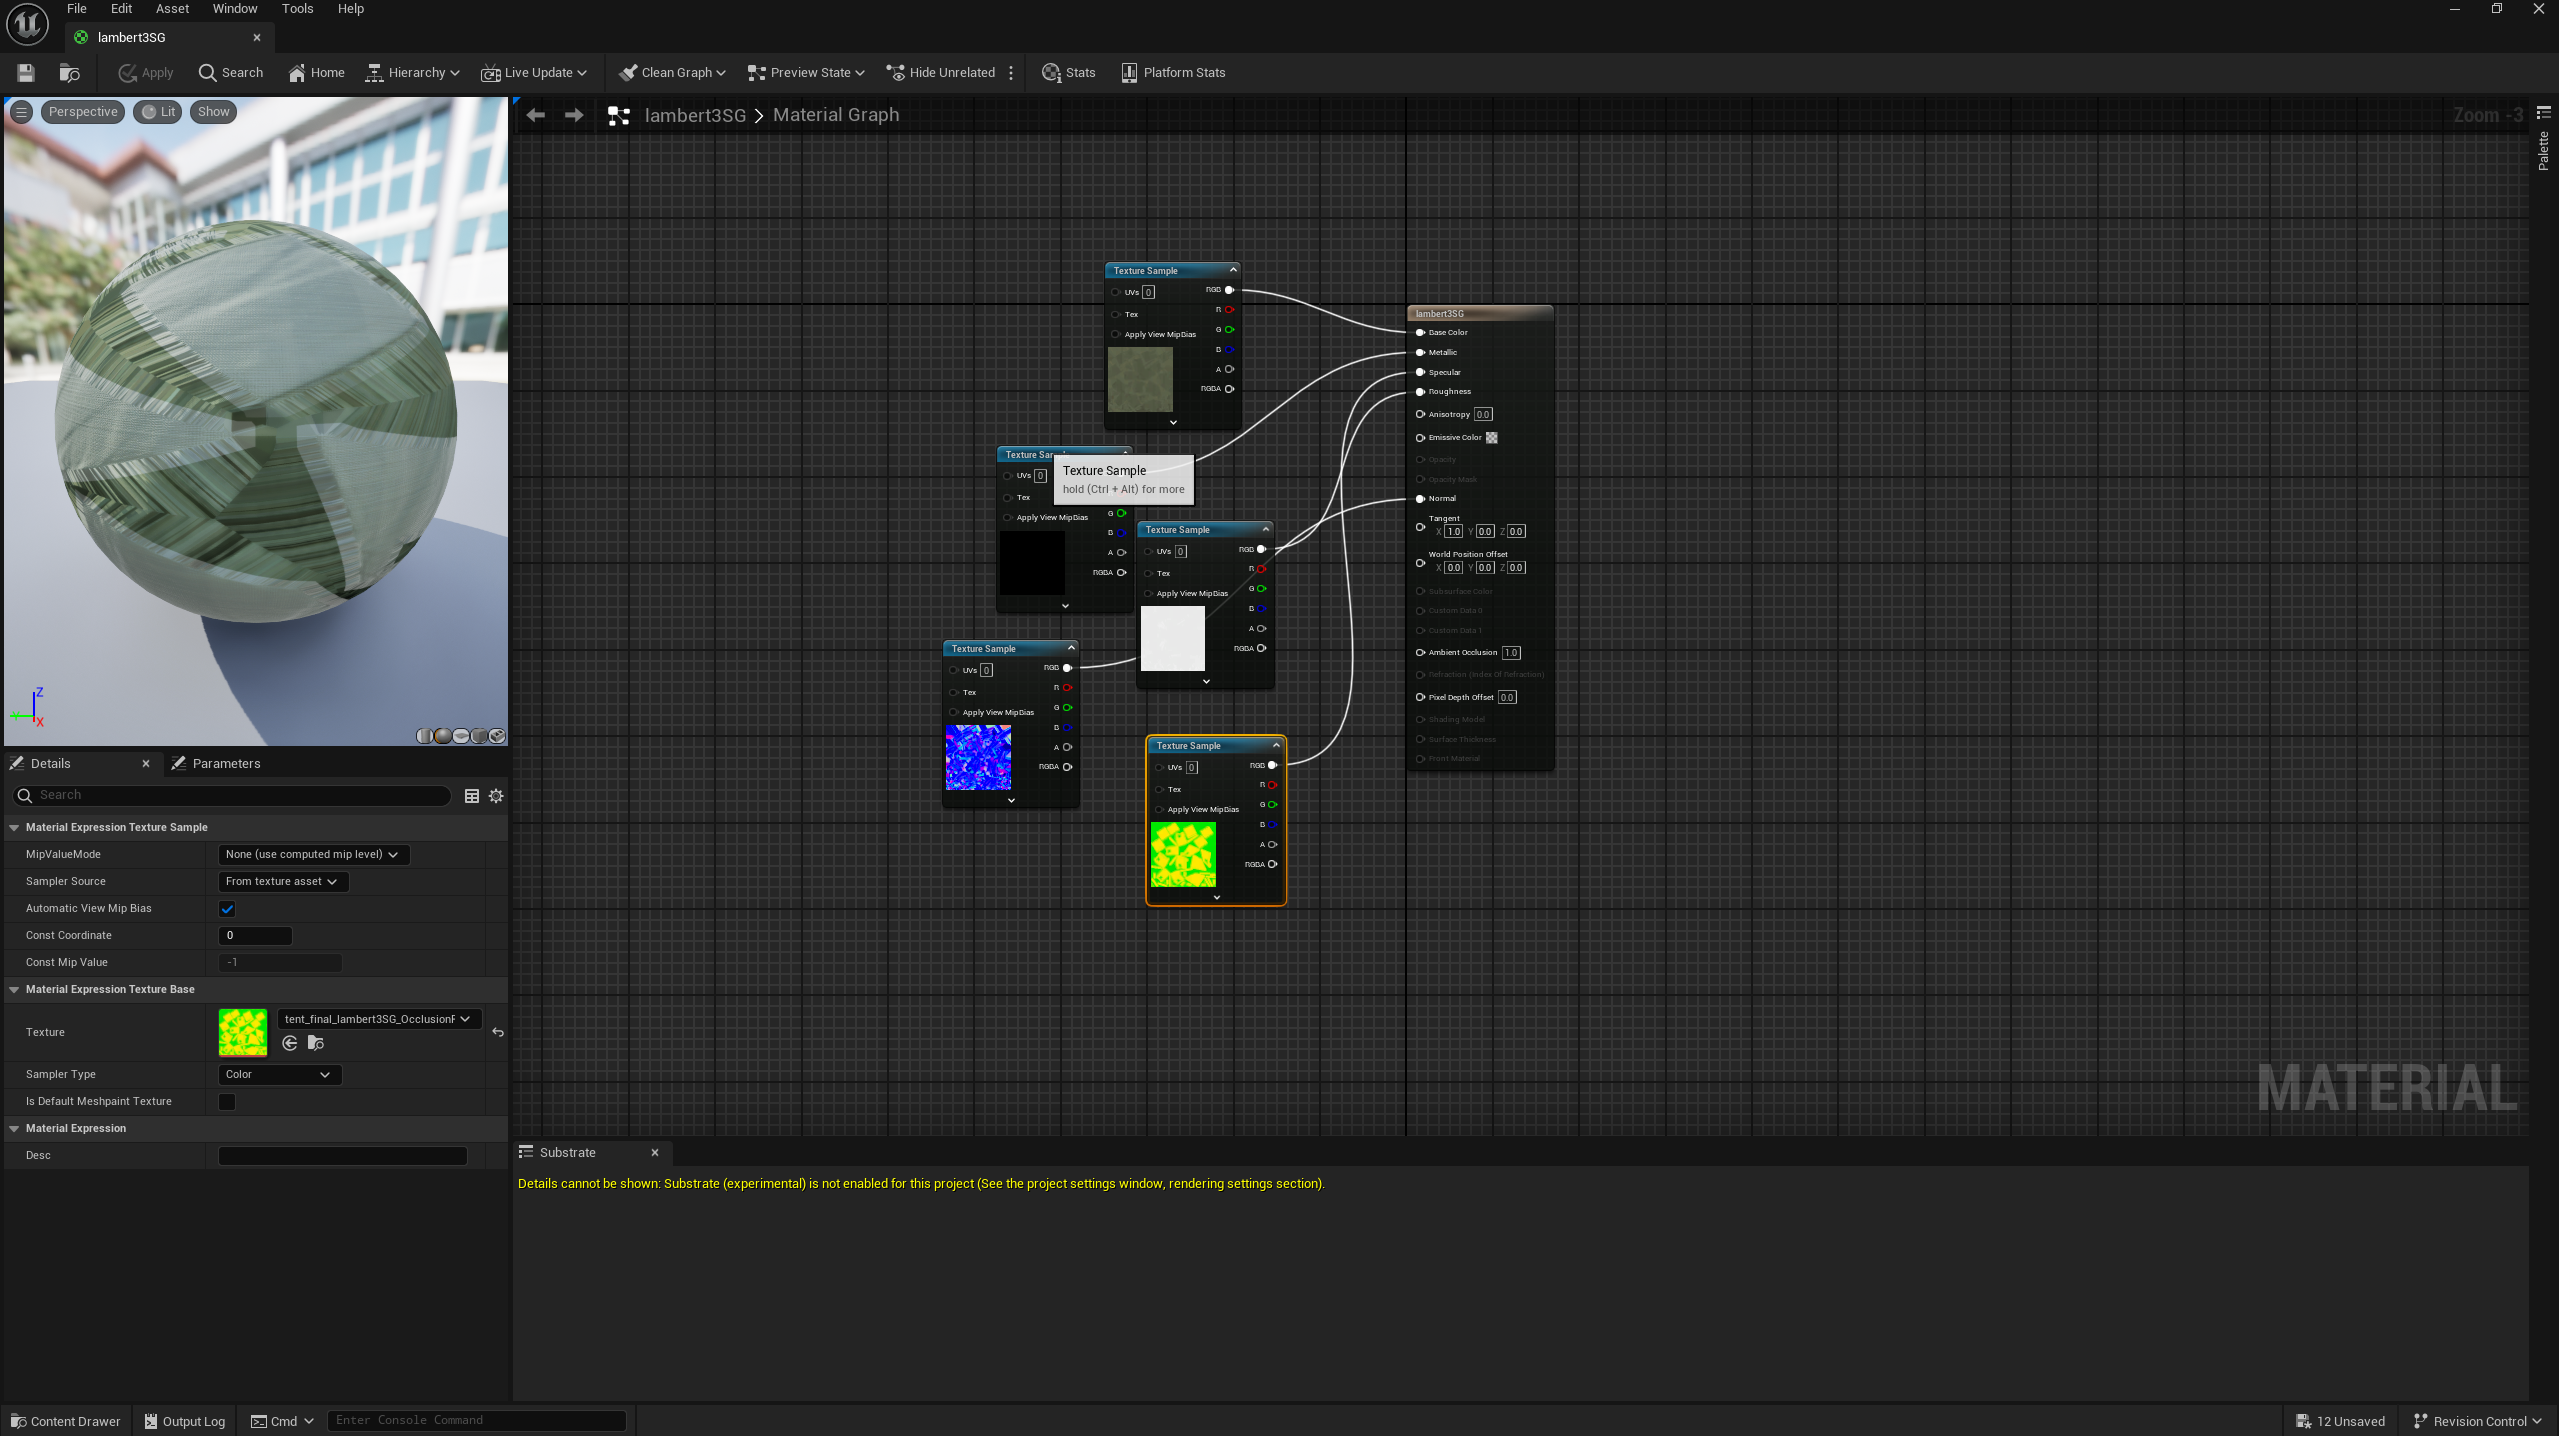 File Edit Asset Window Tools Help
lambert3SG
Apply Search Home Hierarchy Live Update Clean Graph Preview State Hide Unrelated Stats Platform Stats
Perspective Lit Show
lambert3SG > Material Graph
Zoom -3
Palette
Texture Sample
UVs 0 RGB
R
Tex
G
Apply View MipBias
B
A
RGBA
lambert3SG
Base Color
Metallic
Specular
Roughness
Anisotropy 0.0
Emissive Color
Opacity
Opacity Mask
Normal
Tangent
X 1.0 Y 0.0 Z 0.0
World Position Offset
X 0.0 Y 0.0 Z 0.0
Subsurface Color
Custom Data 0
Custom Data 1
Ambient Occlusion 1.0
Refraction (Index Of Refraction)
Pixel Depth Offset 0.0
Shading Model
Surface Thickness
Front Material
Texture Sam
UVs 0
Tex
Apply View MipBias
G
B
A
RGBA
Texture Sample
hold (Ctrl + Alt) for more
Texture Sample
UVs 0 RGB
R
Tex
G
Apply View MipBias
B
A
RGBA
Texture Sample
UVs 0 RGB
R
Tex
G
Apply View MipBias
B
A
RGBA
Texture Sample
UVs 0 RGB
R
Tex
G
Apply View MipBias
B
A
RGBA
Z
Y
X
MATERIAL
Details Parameters
Search
Material Expression Texture Sample
MipValueMode None (use computed mip level)
Sampler Source From texture asset
Automatic View Mip Bias
Const Coordinate 0
Const Mip Value -1
Material Expression Texture Base
Texture tent_final_lambert3SG_Occlusion
Sampler Type Color
Is Default Meshpaint Texture
Material Expression
Desc
Substrate
Details cannot be shown: Substrate (experimental) is not enabled for this project (See the project settings window, rendering settings section).
Content Drawer Output Log Cmd Enter Console Command 12 Unsaved Revision Control